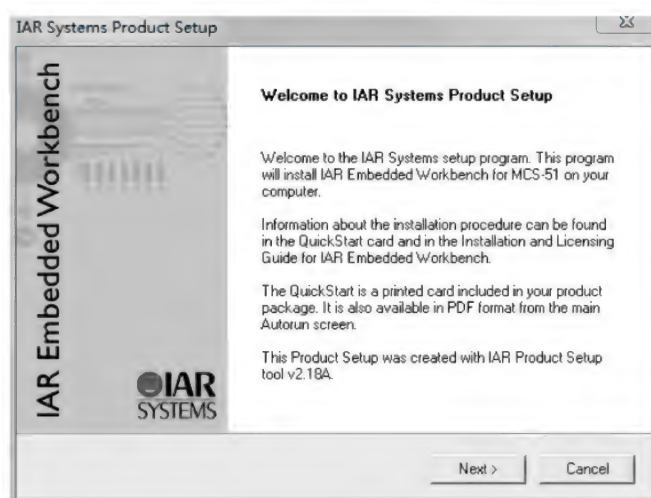 IAR Systems Product Setup
IAR Embedded Workbench
IAR
SYSTEMS
Welcome to IAR Systems Product Setup
Welcome to the IAR Systems setup program. This program
will install IAR Embedded Workbench for MCS-51 on your
computer.
Information about the installation procedure can be found
in the QuickStart card and in the Installation and Licensing
Guide for IAR Embedded Workbench.
The QuickStart is a printed card included in your product
package. It is also available in PDF format from the main
Autorun screen.
This Product Setup was created with IAR Product Setup
tool v2.18A.
Next >
Cancel